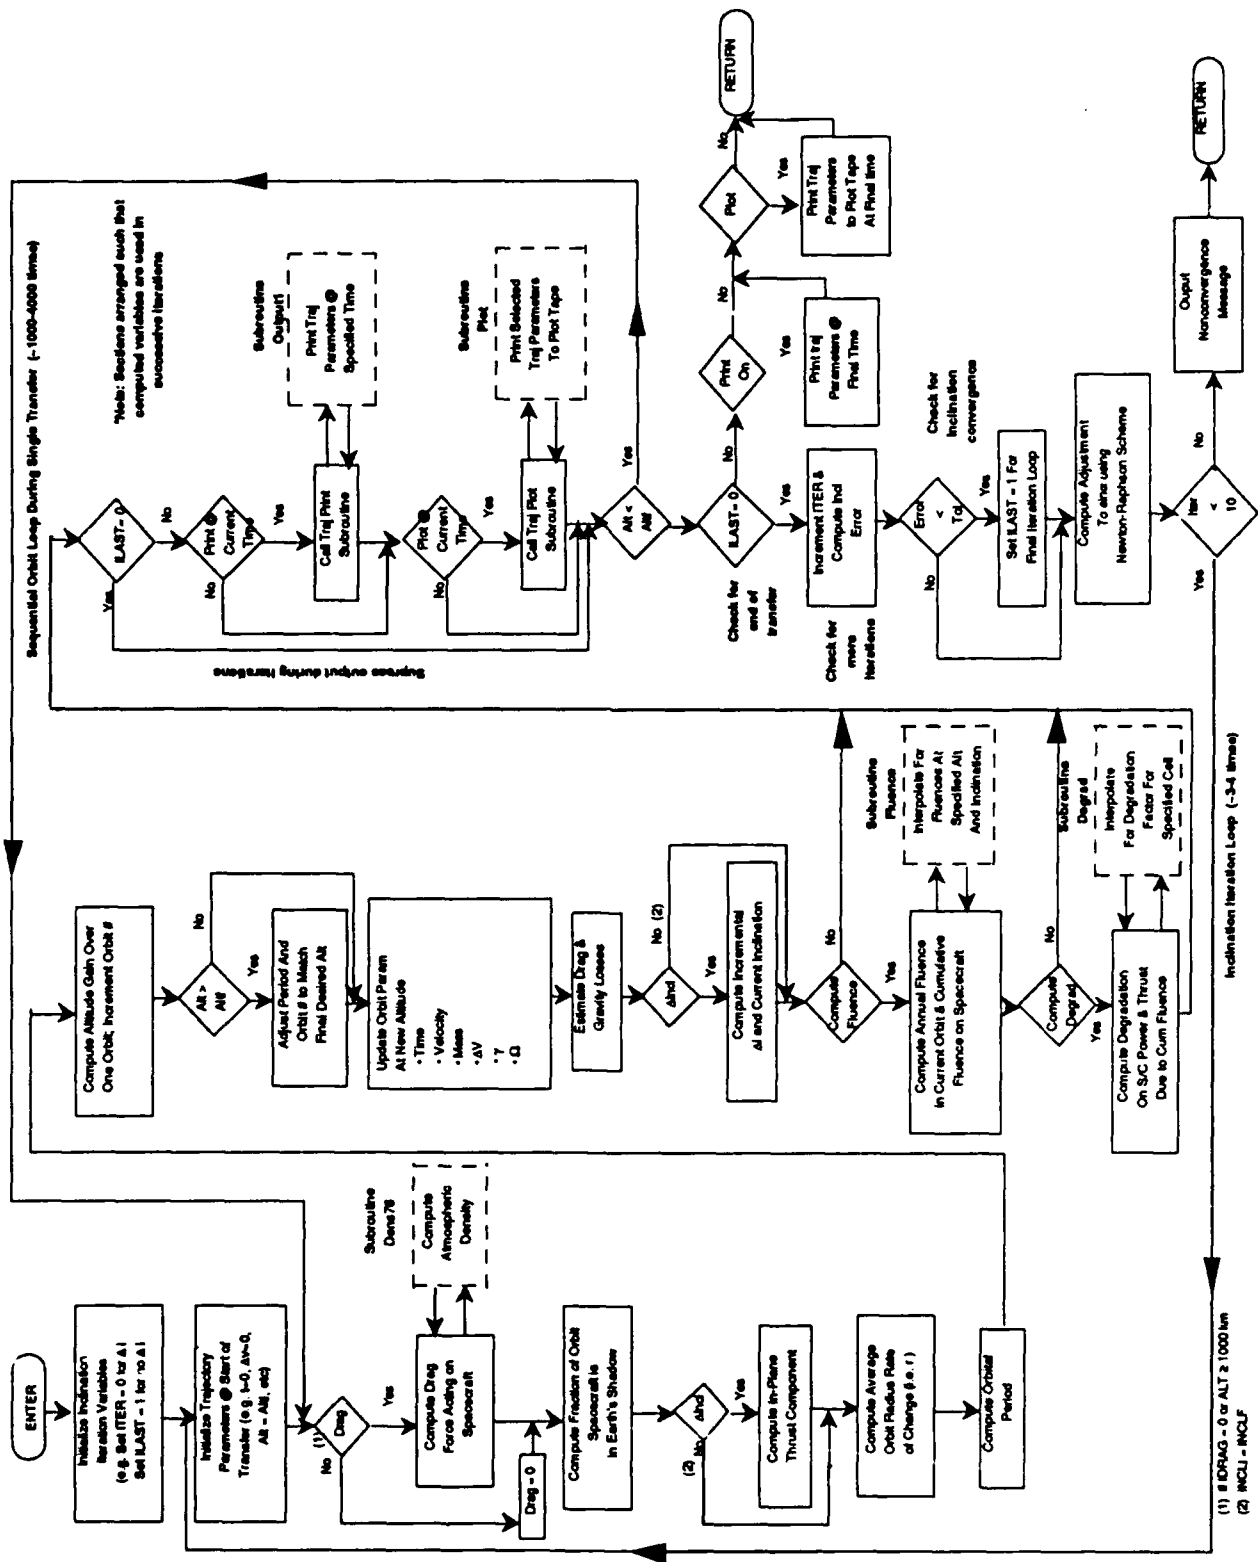 ENTER
Initialize Inclination
Iteration Variables
(e.g. Set ITER = 0 for Δ i
Set ILAST = 1 for no Δ i
Initialize Trajectory
Parameters @ Start of
Transfer (e.g. t=0, Δv=0,
Alt = Alti, etc)
(1)
Drag
No
Yes
Drag = 0
Compute Drag
Force Acting on
Spacecraft
Subroutine
Dens76
Compute
Atmospheric
Density
Compute Fraction of Orbit
Spacecraft is
in Earth's Shadow
ΔInd
(2) No
Yes
Compute In-Plane
Thrust Component
Compute Average
Orbit Radius Rate
of Change (i.e. r )
Compute Orbital
Period
(1) If IDRAG = 0 or ALT ≥ 1000 km
(2) INCLI = INCLF
Compute Altitude Gain Over
One Orbit; Increment Orbit #
Alt >
Altf
No
Yes
Adjust Period And
Orbit # to Match
Final Desired Alt
Update Orbit Param
At New Altitude
• Time
• Velocity
• Mass
• ΔV
• ?
• Ω
Estimate Drag &
Gravity Losses
ΔInd
No (2)
Yes
Compute Incremental
Δi and Current Inclination
Compute
Fluence
No
Yes
Compute Annual Fluence
in Current Orbit & Cumulative
Fluence on Spacecraft
Subroutine
Fluence
Interpolate For
Fluences At
Specified Alt
And Inclination
Compute
Degrad
No
Yes
Compute Degradation
On S/C Power & Thrust
Due to Cum Fluence
Subroutine
Degrad
Interpolate
For Degradation
Factor For
Specified Cell
Inclination Iteration Loop (~3-4 times)
Sequential Orbit Loop During Single Transfer (~1000-4000 times)
*Note: Sections arranged such that
computed variables are used in
successive iterations
ILAST= 0
Yes
No
Print @
Current
Time
No
Yes
Call Traj Print
Subroutine
Subroutine
Output1
Print Traj
Parameters @
Specified Time
Plot @
Current
Time
No
Yes
Call Traj Plot
Subroutine
Subroutine
Plot
Print Selected
Traj Parameters
To Plot Tape
Supress output during iterations
Alt <
Altf
Yes
Check for
end of
transfer
ILAST= 0
No
Yes
Print
On
No
Yes
Print traj
Parameters @
Final Time
Plot
No
Yes
Print Traj
Parameters
to Plot Tape
At Final time
RETURN
Check for
more
iterations
Increment ITER &
Compute Incl
Error
Check for
Inclination
convergence
Error
<
Tol
No
Yes
Set ILAST = 1 For
Final Iteration Loop
Compute Adjustment
Newton-Raphson Scheme
Iter
<
10
Yes
No
Ouput
Nonconvergence
Message
RETURN